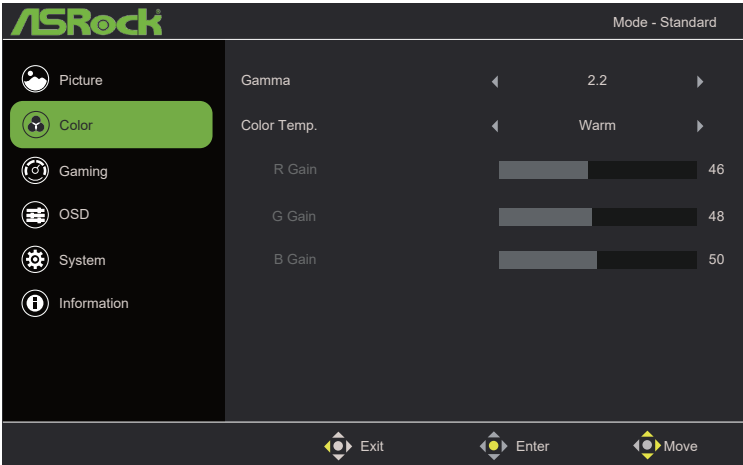 ASRock
Mode - Standard
Picture
Color
Gaming
OSD
System
Information
Gamma 2.2
Color Temp. Warm
R Gain 46
G Gain 48
B Gain 50
Exit Enter Move